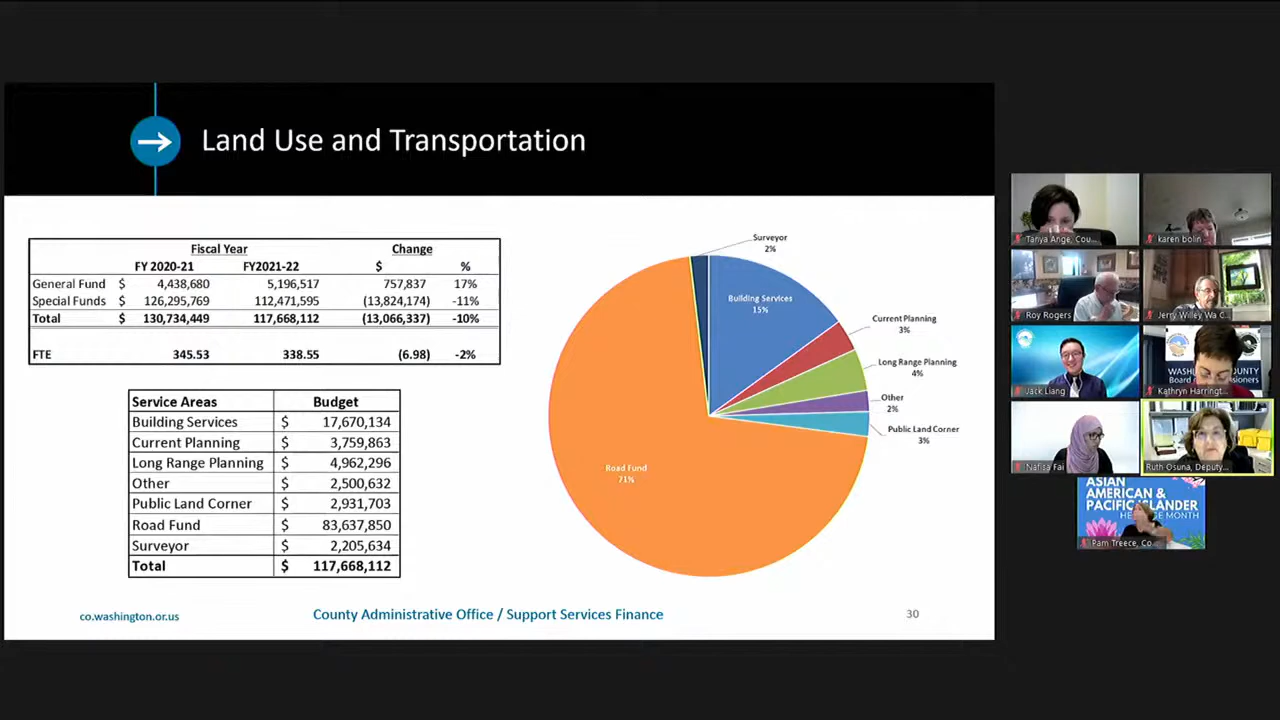 Land Use and Transportation
Fiscal Year Change
FY 2020-21 FY2021-22 $ %
General Fund $ 4,438,680 5,196,517 757,837 17%
Special Funds $ 126,295,769 112,471,595 (13,824,174) -11%
Total $ 130,734,449 117,668,112 (13,066,337) -10%
FTE 345.53 338.55 (6.98) -2%
Service Areas Budget
Building Services $ 17,670,134
Current Planning $ 3,759,863
Long Range Planning $ 4,962,296
Other $ 2,500,632
Public Land Corner $ 2,931,703
Road Fund $ 83,637,850
Surveyor $ 2,205,634
Total $ 117,668,112
Surveyor
2%
Building Services
15%
Current Planning
3%
Long Range Planning
4%
Other
2%
Public Land Corner
3%
Road Fund
71%
co.washington.or.us
County Administrative Office / Support Services Finance
30
Tanya Ange, Cou...
karen bolin
Roy Rogers
Jerry Willey Wa C...
Jack Liang
Kathryn Harringt...
Nafisa Fai
Ruth Osuna, Deputy...
ASIAN
AMERICAN &
PACIFIC ISLANDER
MONTH
Pam Treece, Co...